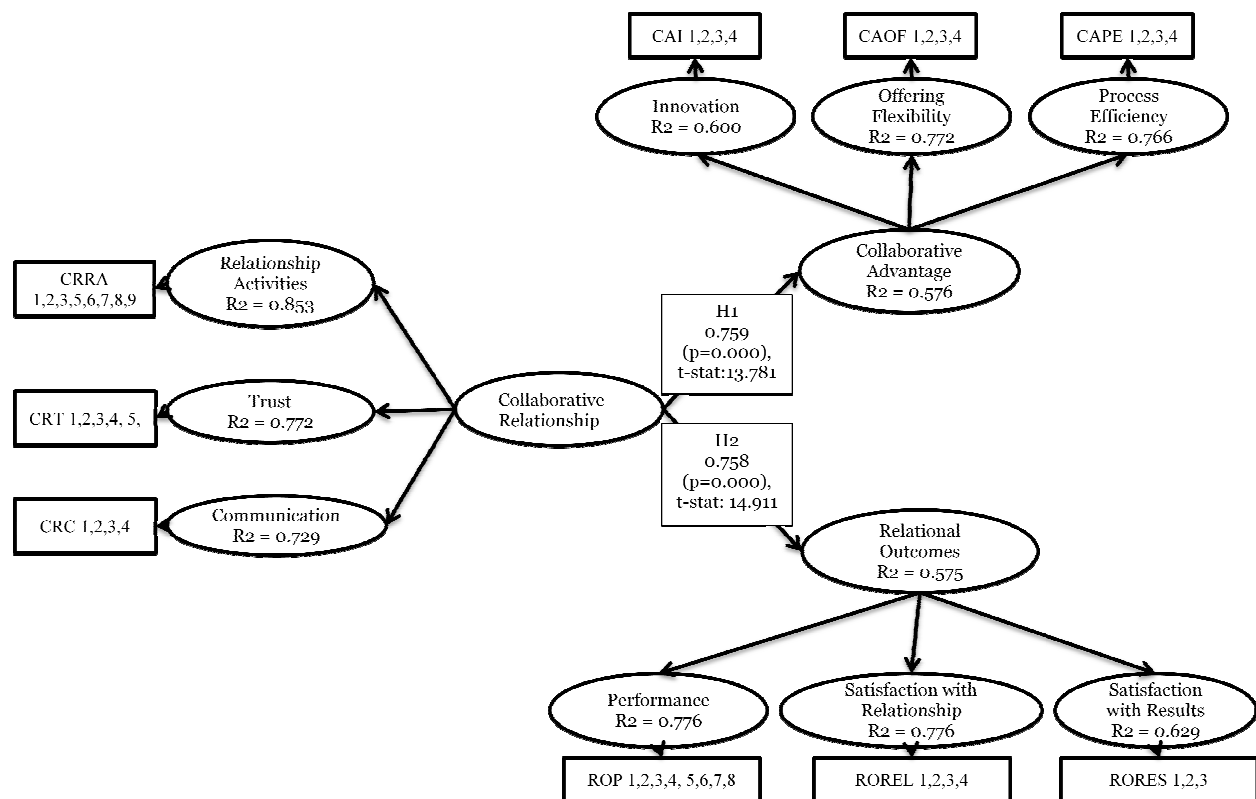 CAI 1,2,3,4
CAOF 1,2,3,4
CAPE 1,2,3,4
Innovation
R2 = 0.600
Offering
Flexibility
R2 = 0.772
Process
Efficiency
R2 = 0.766
Collaborative
Advantage
R2 = 0.576
CRRA
1,2,3,5,6,7,8,9
Relationship
Activities
R2 = 0.853
H1
0.759
(p=0.000),
t-stat:13.781
CRT 1,2,3,4, 5,
Trust
R2 = 0.772
Collaborative
Relationship
H2
0.758
(p=0.000),
t-stat: 14.911
CRC 1,2,3,4
Communication
R2 = 0.729
Relational
Outcomes
R2 = 0.575
Performance
R2 = 0.776
Satisfaction with
Relationship
R2 = 0.776
Satisfaction
with Results
R2 = 0.629
ROP 1,2,3,4, 5,6,7,8
ROREL 1,2,3,4
RORES 1,2,3